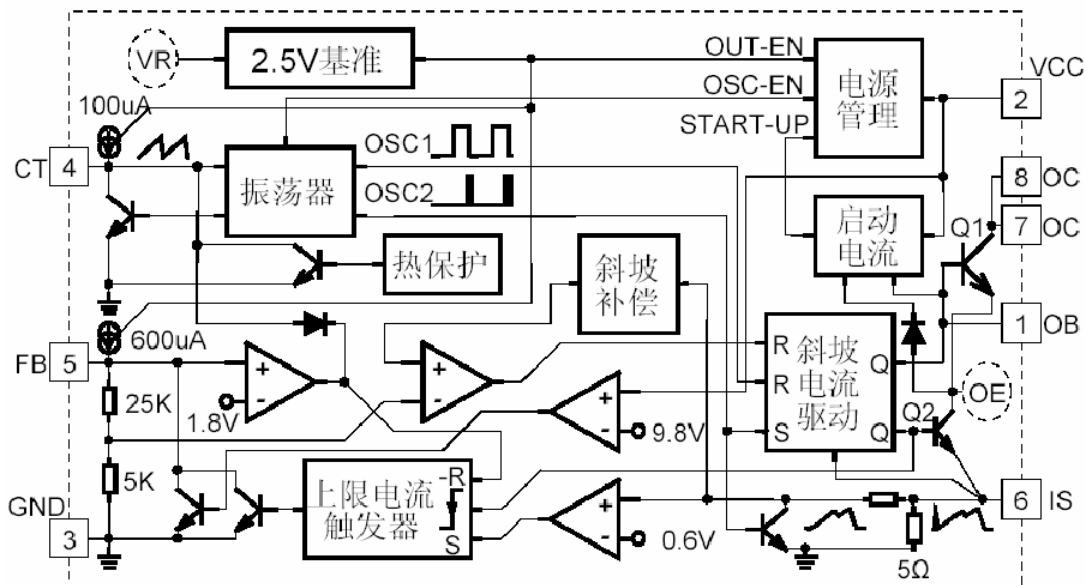 VR
2.5V基准
OUT-EN
OSC-EN
START-UP
电源
管理
VCC
2
100uA
CT
4
OSC1
OSC2
振荡器
热保护
斜坡
补偿
启动
电流
Q1
8
OC
7
OC
1
OB
600uA
FB
5
+
-
1.8V
+
-
+
-
9.8V
R
R
S
斜坡
电流
驱动
Q
Q
Q2
OE
25K
5K
GND
3
上限电流
触发器
-R
S
+
-
0.6V
5Ω
6
IS